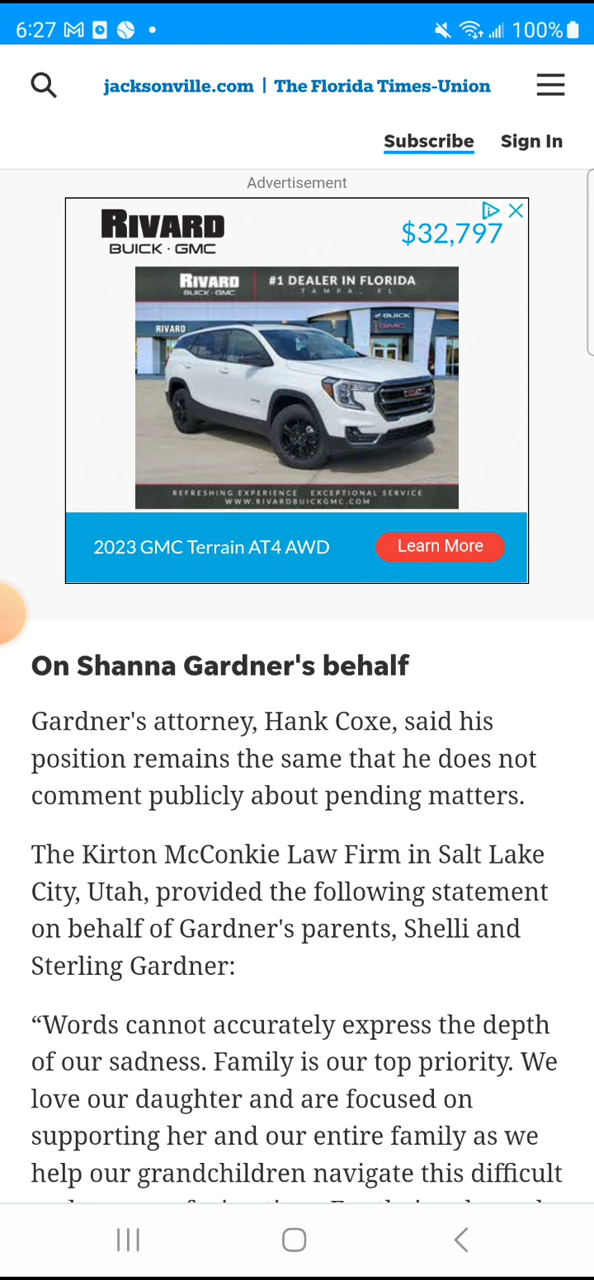 6:27
100%
jacksonville.com | The Florida Times-Union
Subscribe Sign In
Advertisement
RIVARD
BUICK · GMC
$32,797
RIVARD
BUICK·GMC
#1 DEALER IN FLORIDA
TAMPA, FL
RIVARD
BUICK
GMC
REFRESHING EXPERIENCE EXCEPTIONAL SERVICE
WWW.RIVARDBUICKGMC.COM
2023 GMC Terrain AT4 AWD
Learn More
On Shanna Gardner's behalf
Gardner's attorney, Hank Coxe, said his
position remains the same that he does not
comment publicly about pending matters.
The Kirton McConkie Law Firm in Salt Lake
City, Utah, provided the following statement
on behalf of Gardner's parents, Shelli and
Sterling Gardner:
“Words cannot accurately express the depth
of our sadness. Family is our top priority. We
love our daughter and are focused on
supporting her and our entire family as we
help our grandchildren navigate this difficult